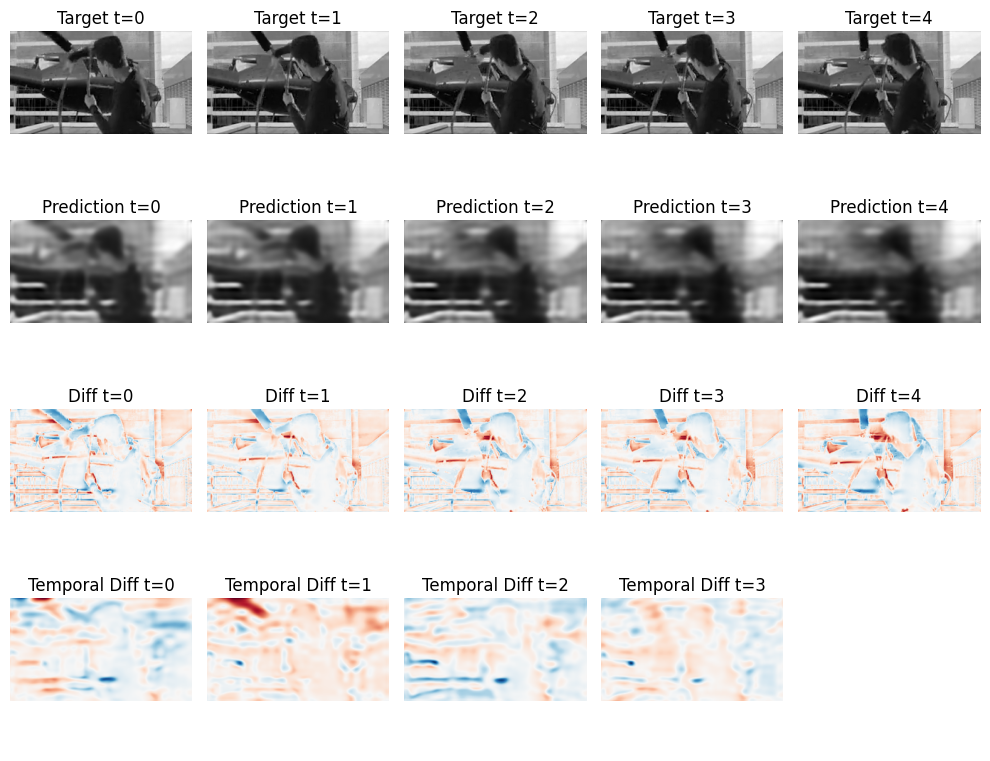 Target t=0 Target t=1 Target t=2 Target t=3 Target t=4
Prediction t=0 Prediction t=1 Prediction t=2 Prediction t=3 Prediction t=4
Diff t=0 Diff t=1 Diff t=2 Diff t=3 Diff t=4
Temporal Diff t=0 Temporal Diff t=1 Temporal Diff t=2 Temporal Diff t=3